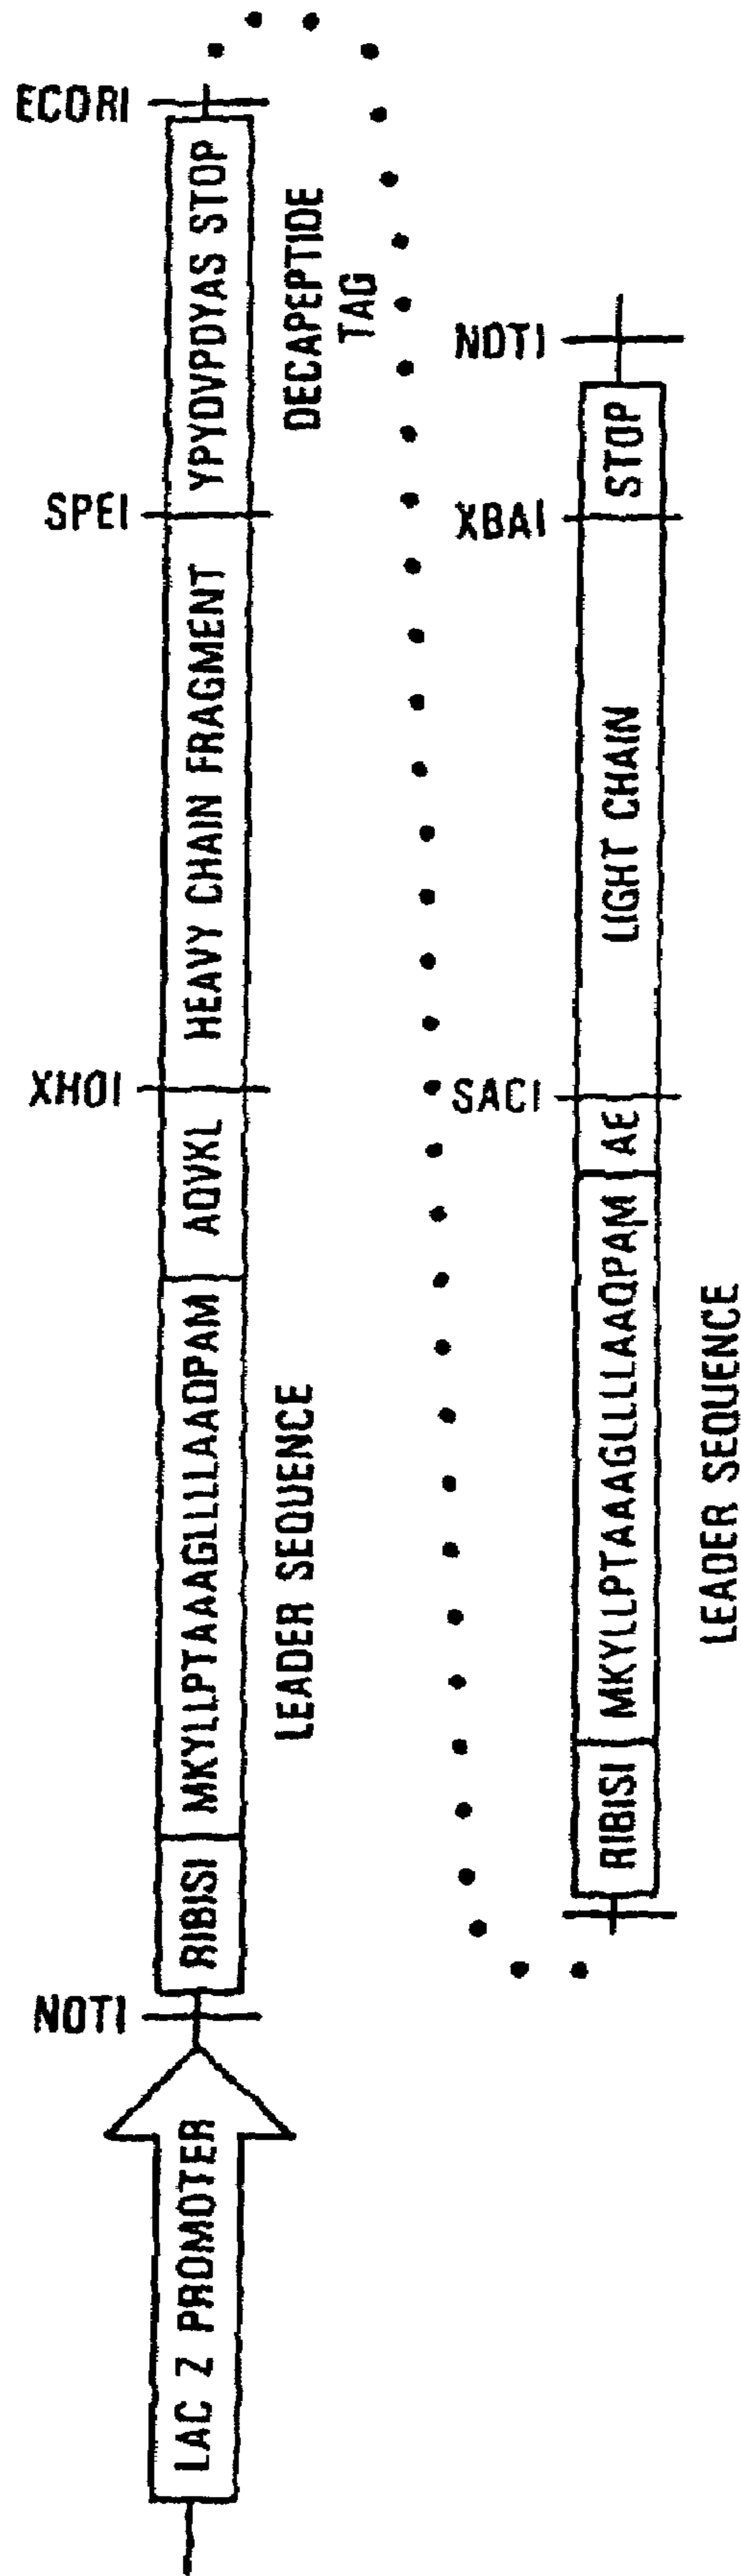 NOTI XHOI SPEI ECORI
LAC Z PROMOTER RIBISI MKYLLPTAAAGLLLLAAQPAM AQVKL HEAVY CHAIN FRAGMENT YPYDVPDYAS STOP
LEADER SEQUENCE DECAPEPTIDE
TAG
SACI XBAI NOTI
RIBISI MKYLLPTAAAGLLLLAAQPAM AE LIGHT CHAIN STOP
LEADER SEQUENCE